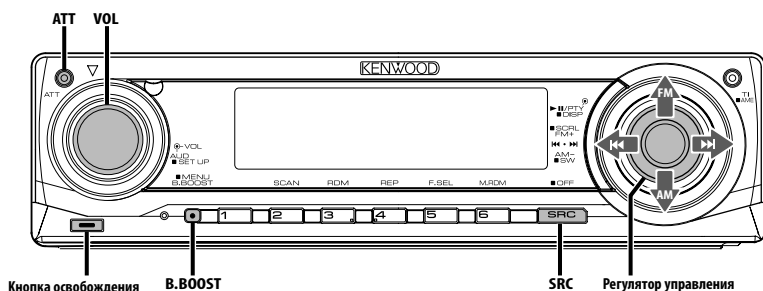 ATT VOL
KENWOOD
ATT
TI
■AME
FM
►II/PTY
■DISP
■SCRL
FM+
I◄◄ • ►►I
AM−
■SW
I◄◄ ►►I
AM
-VOL
AUD
■SET UP
■MENU
B.BOOST SCAN RDM REP F.SEL M.RDM ■OFF
1 2 3 4 5 6 SRC
Кнопка освобождения B.BOOST SRC Регулятор управления